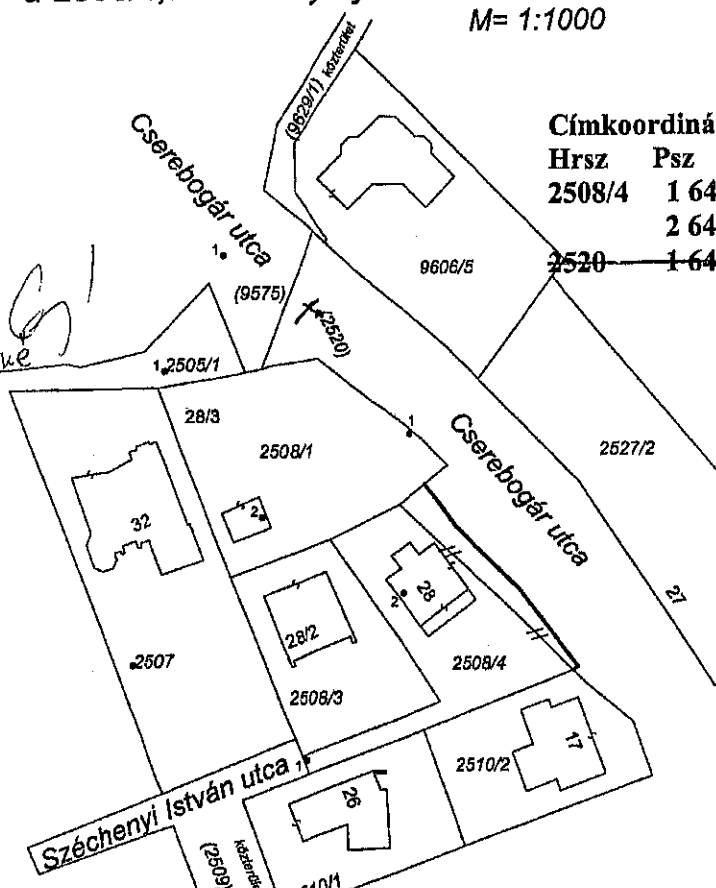 M= 1:1000
(9629/1) közterület
Címkoordiná
Hrsz Psz
2508/4 1 64
2 64
2520 1 64
Cserebogár utca
1
(9575)
9606/5
(2520)
1 2505/1
28/3
2508/1
1
Cserebogár utca
2527/2
32
2
28
2
27
28/2
2507
2508/3
2508/4
1
Széchenyi István utca
26
2510/2
17
(2509)
közterület